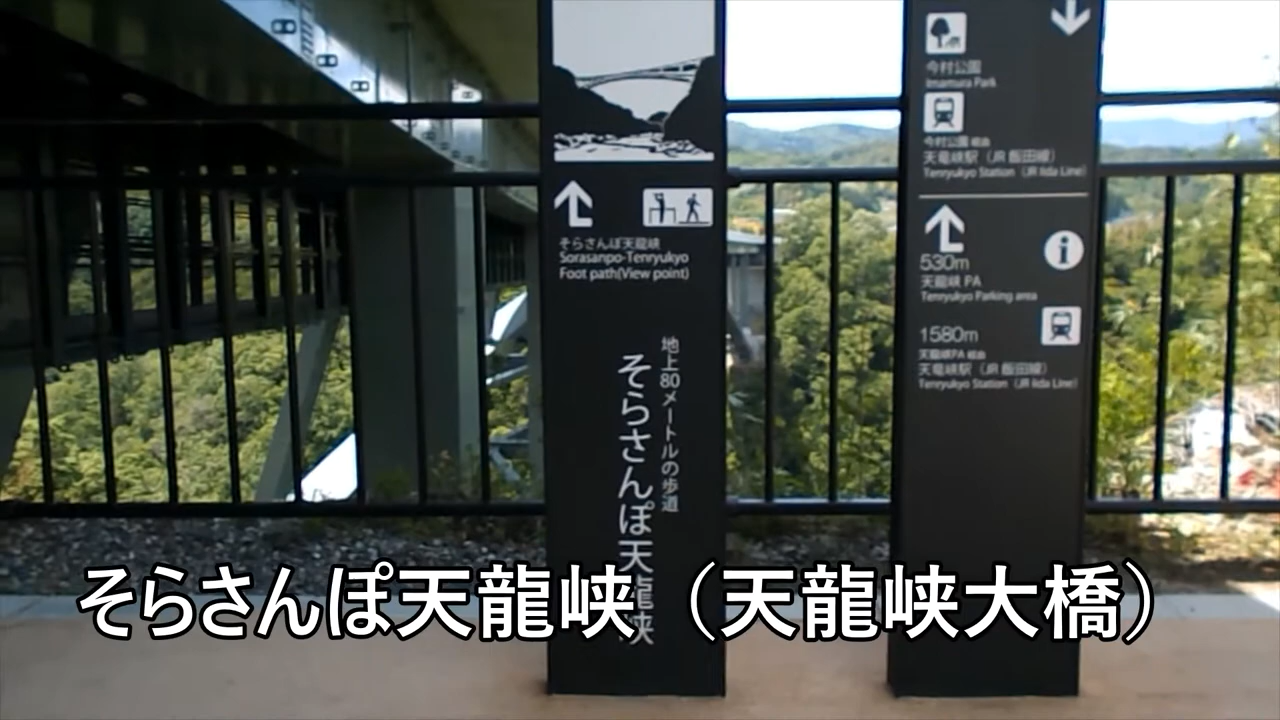 そらさんぽ天龍峡
Sorasanpo-Tenryukyo
Foot path(View point)
地上80メートルの歩道
そらさんぽ天龍峡
今村公園
Imamura Park
今村公園 経由
天竜峡駅（JR 飯田線）
Tenryukyo Station（JR Iida Line）
530m
天龍峡 PA
Tenryukyo Parking area
1580m
天龍峡PA 経由
天竜峡駅（JR 飯田線）
Tenryukyo Station（JR Iida Line）
そらさんぽ天龍峡（天龍峡大橋）